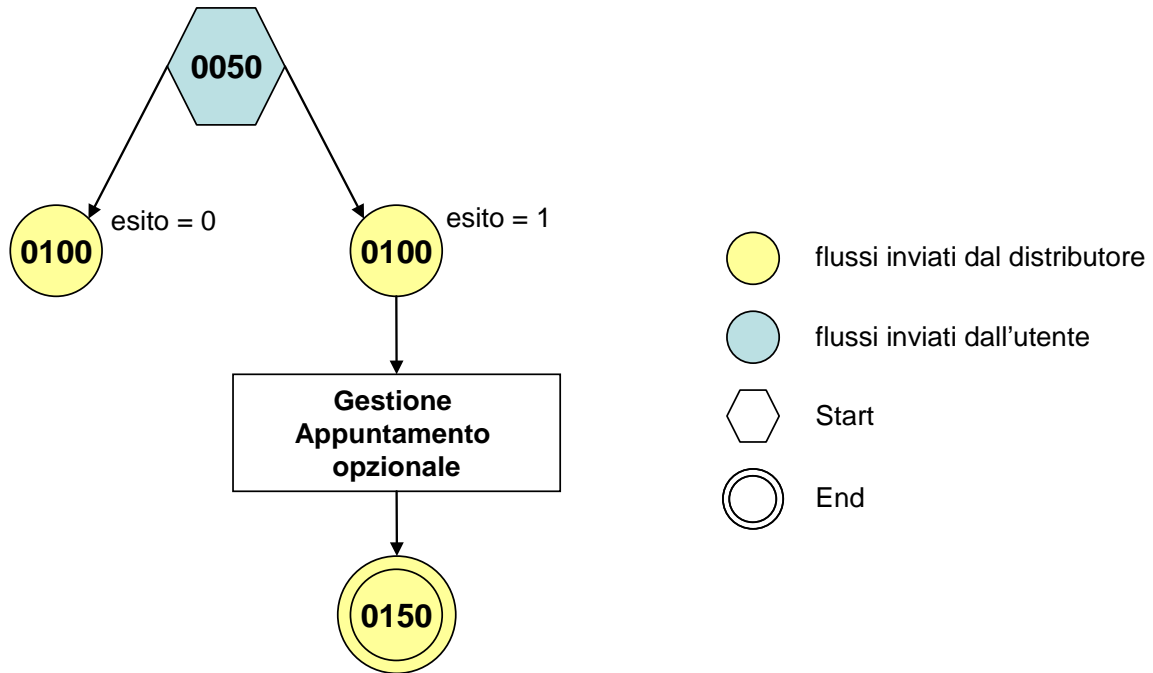 0050
esito = 0
esito = 1
0100
0100
Gestione
Appuntamento
opzionale
0150
flussi inviati dal distributore
flussi inviati dall'utente
Start
End